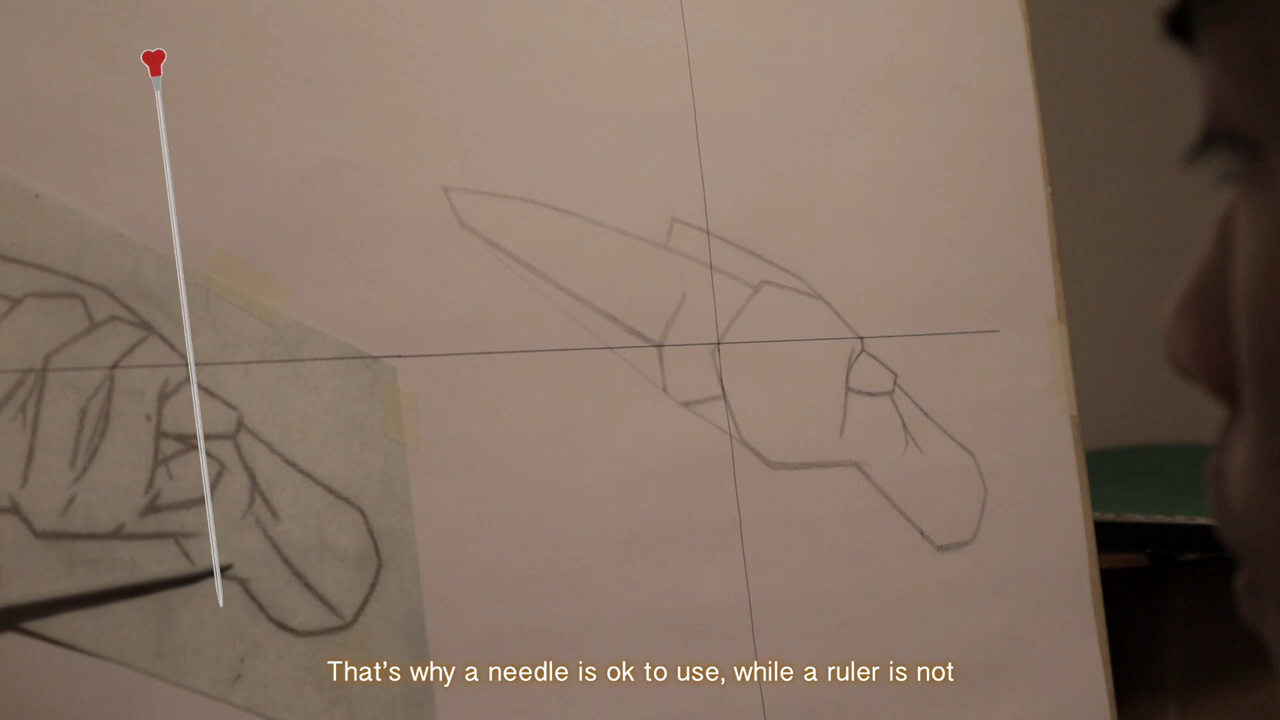 That's why a needle is ok to use, while a ruler is not